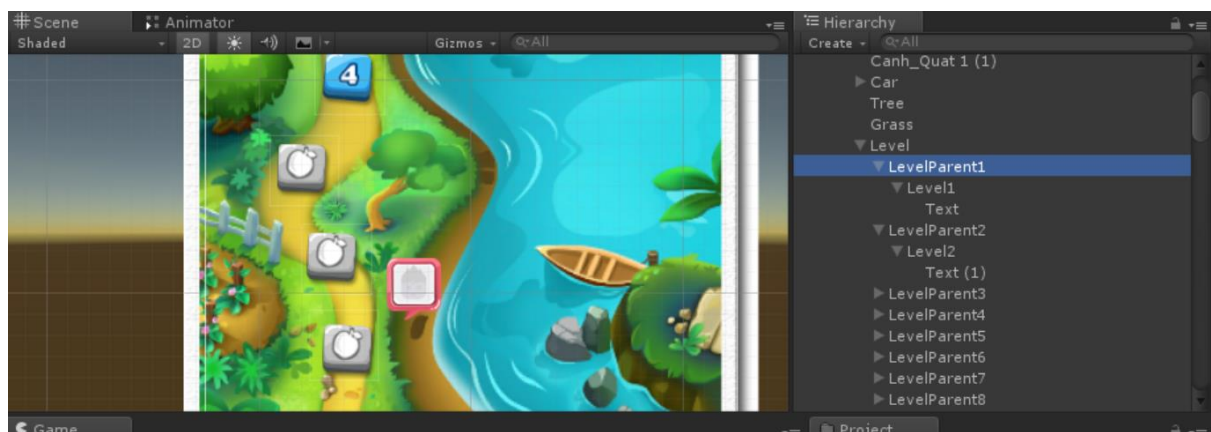 Scene Animator
Shaded 2D Gizmos All
4
Hierarchy
Create All
Canh_Quat 1 (1)
Car
Tree
Grass
Level
LevelParent1
Level1
Text
LevelParent2
Level2
Text (1)
LevelParent3
LevelParent4
LevelParent5
LevelParent6
LevelParent7
LevelParent8
Game
Project